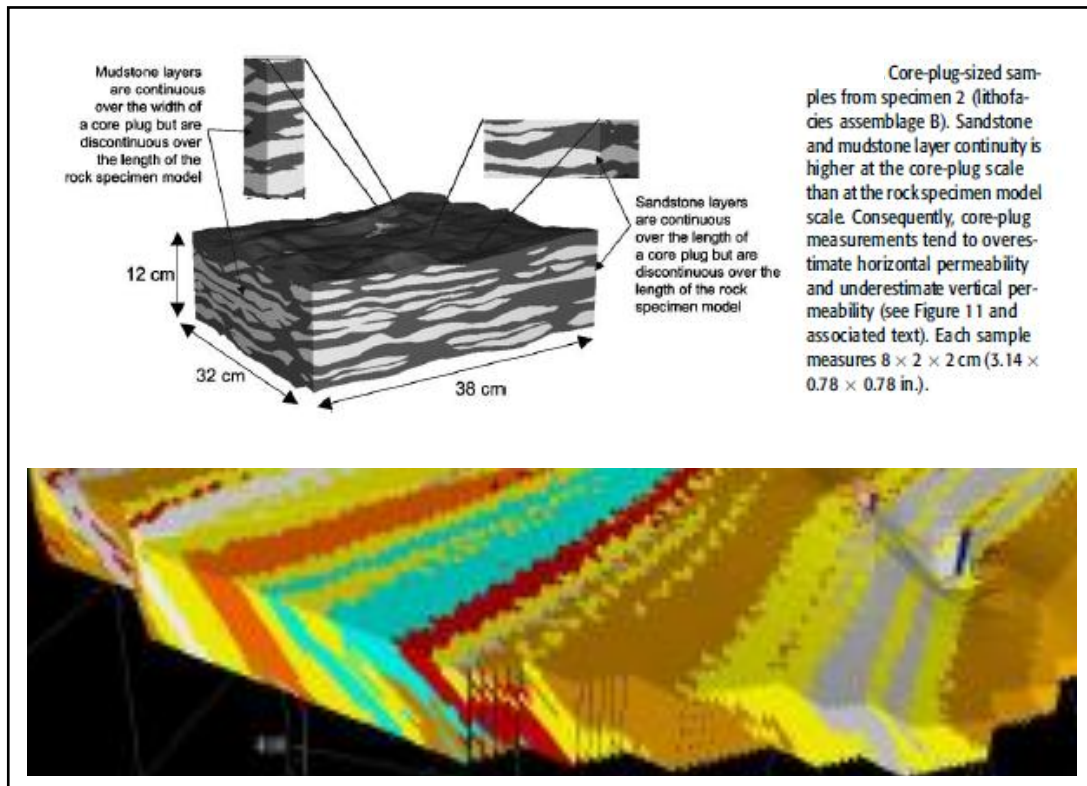 Mudstone layers
are continuous
over the width of
a core plug but are
discontinuous over
the length of the
rock specimen model
Sandstone layers
are continuous
over the length of
a core plug but are
discontinuous over the
length of the rock
specimen model
12 cm
32 cm
38 cm
Core-plug-sized sam-
ples from specimen 2 (lithofa-
cies assemblage B). Sandstone
and mudstone layer continuity is
higher at the core-plug scale
than at the rock specimen model
scale. Consequently, core-plug
measurements tend to overes-
timate horizontal permeability
and underestimate vertical per-
meability (see Figure 11 and
associated text). Each sample
measures 8 × 2 × 2 cm (3.14 ×
0.78 × 0.78 in.).